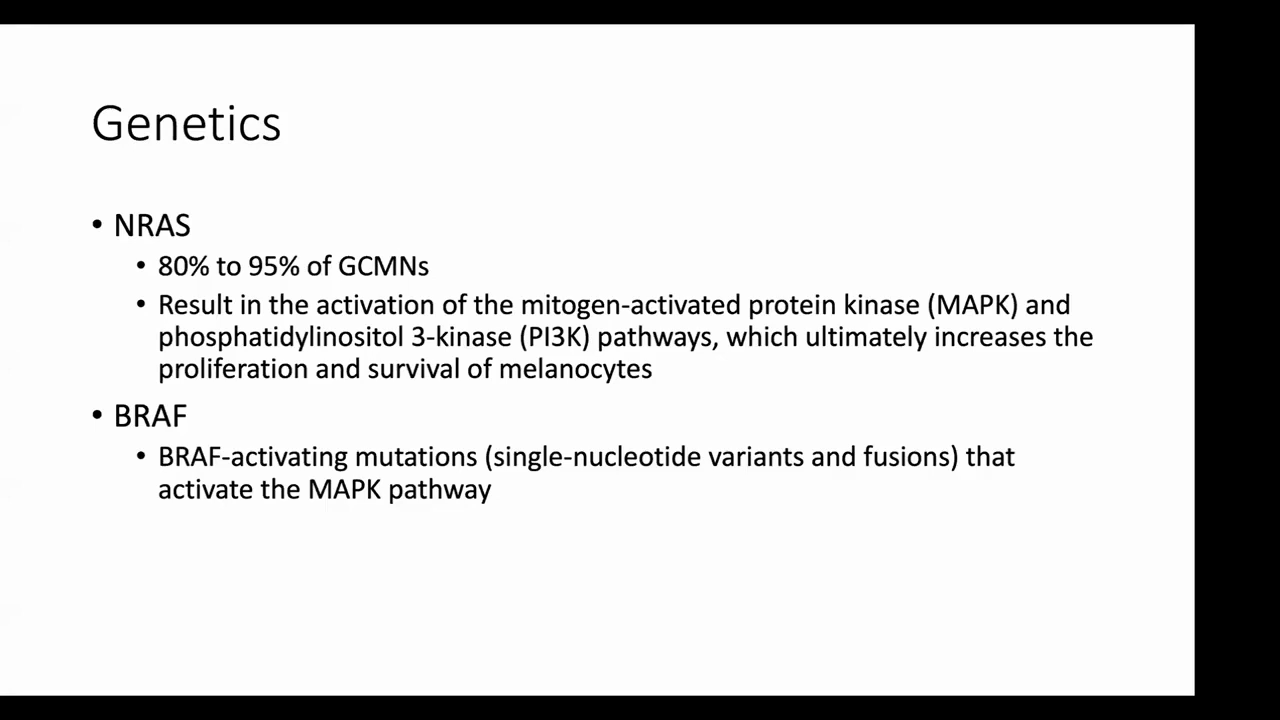 Genetics
• NRAS
• 80% to 95% of GCMNs
• Result in the activation of the mitogen-activated protein kinase (MAPK) and
phosphatidylinositol 3-kinase (PI3K) pathways, which ultimately increases the
proliferation and survival of melanocytes
• BRAF
• BRAF-activating mutations (single-nucleotide variants and fusions) that
activate the MAPK pathway